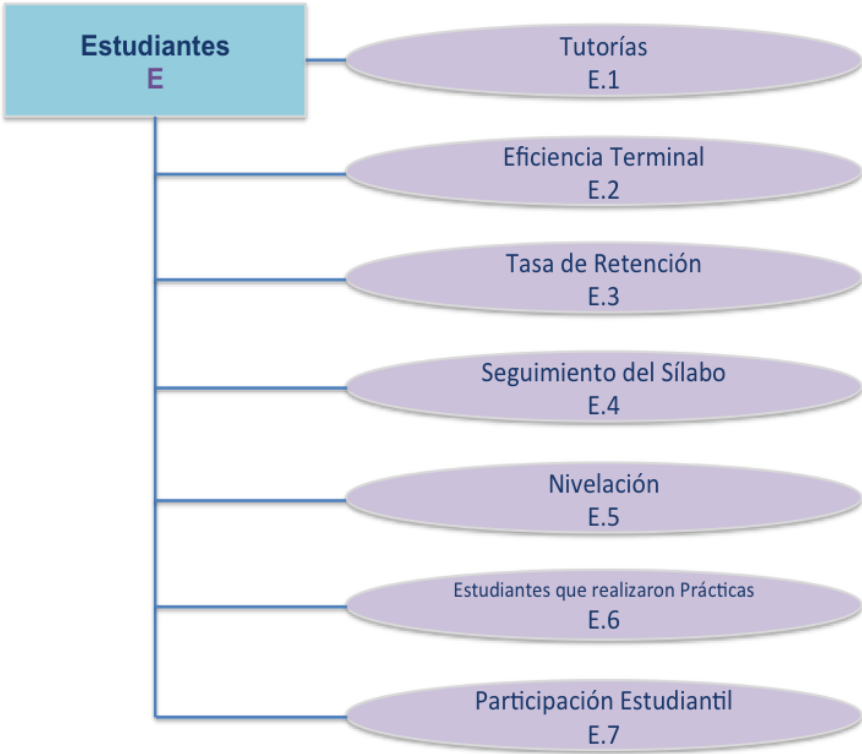 Estudiantes
E
Tutorías
E.1
Eficiencia Terminal
E.2
Tasa de Retención
E.3
Seguimiento del Sílabo
E.4
Nivelación
E.5
Estudiantes que realizaron Prácticas
E.6
Participación Estudiantil
E.7